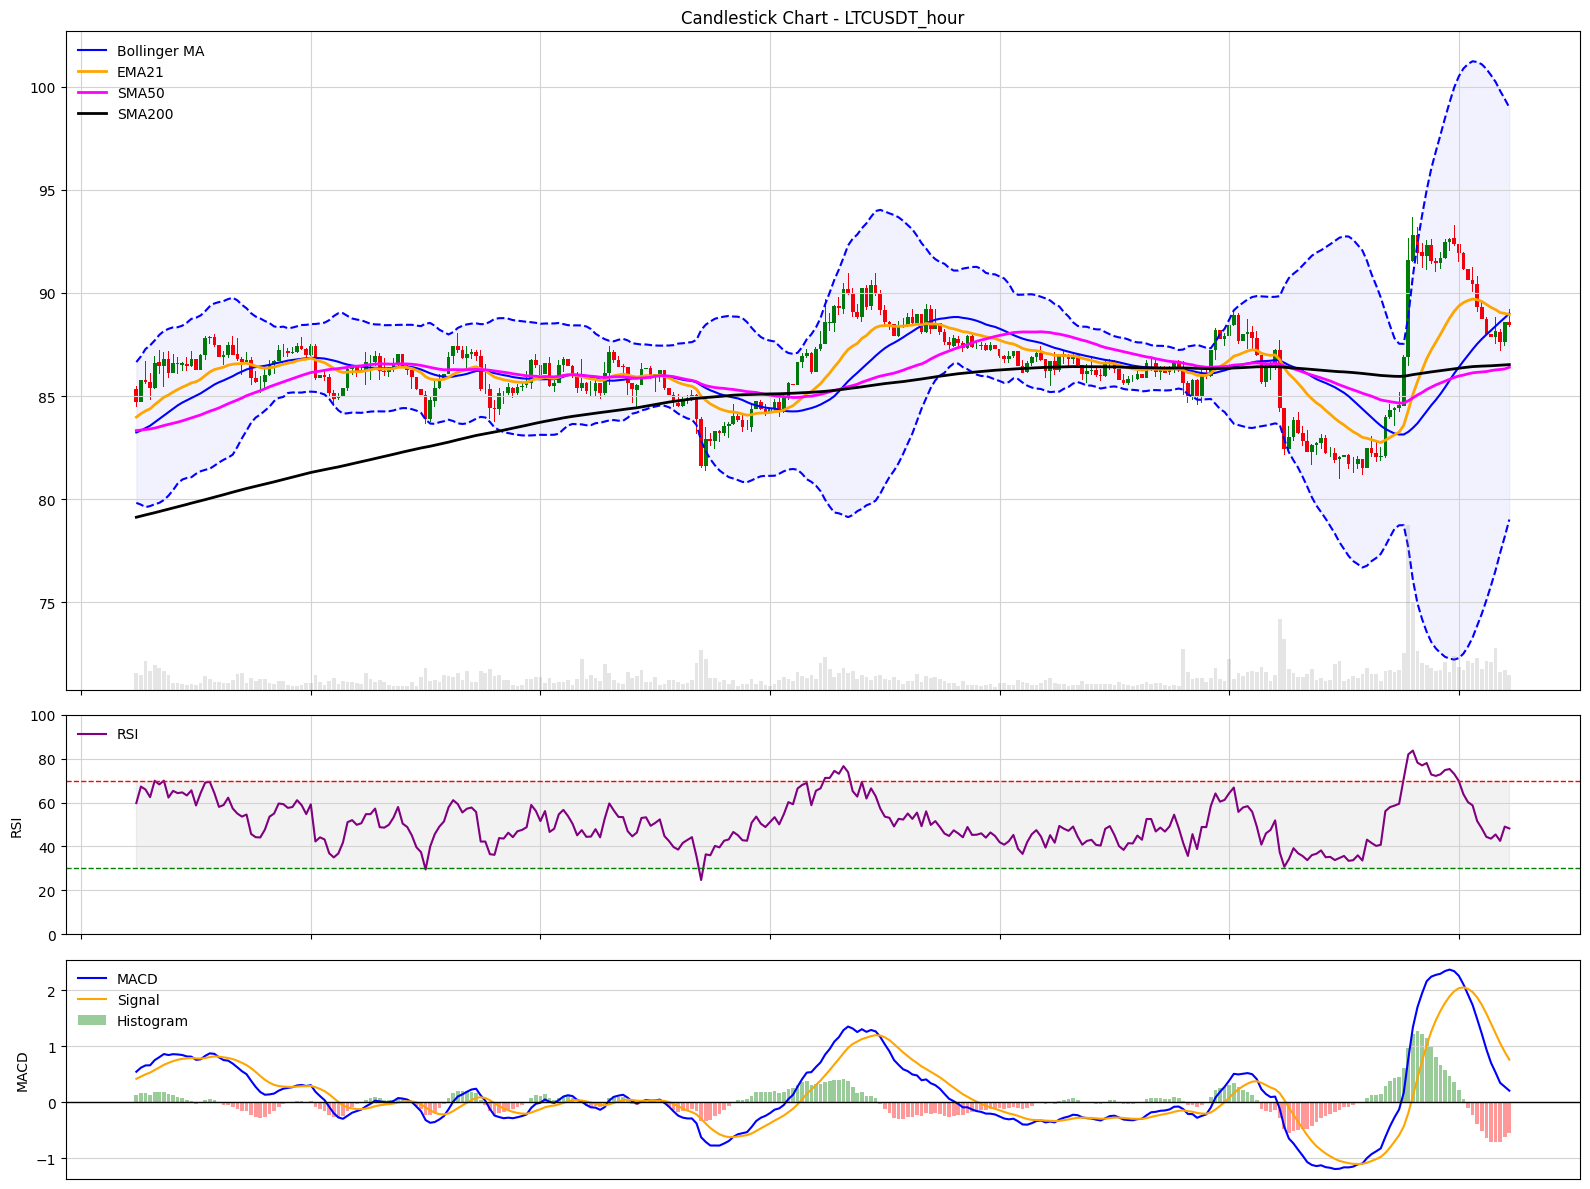 Candlestick Chart - LTCUSDT_hour
Bollinger MA
EMA21
SMA50
SMA200
100
95
90
85
80
75
RSI
100
80
60
40
20
0
RSI
MACD
Signal
Histogram
2
1
0
−1
MACD